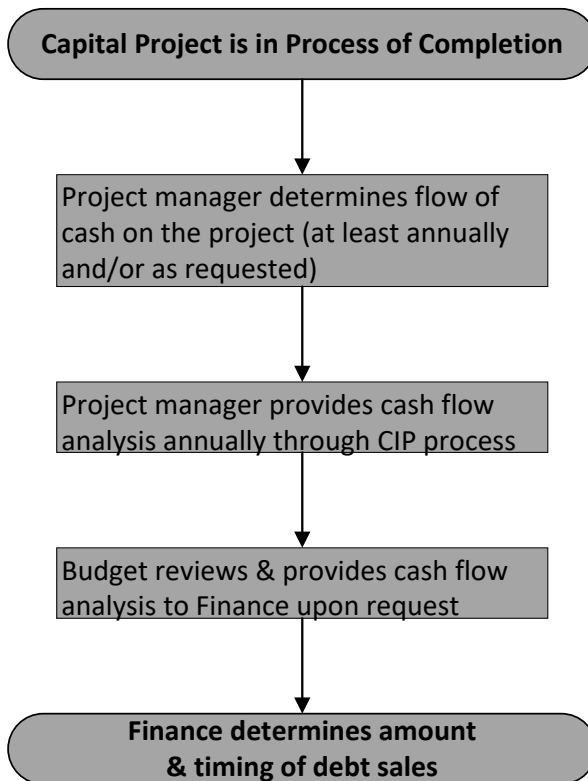 Capital Project is in Process of Completion
Project manager determines flow of
cash on the project (at least annually
and/or as requested)
Project manager provides cash flow
analysis annually through CIP process
Budget reviews & provides cash flow
analysis to Finance upon request
Finance determines amount
& timing of debt sales